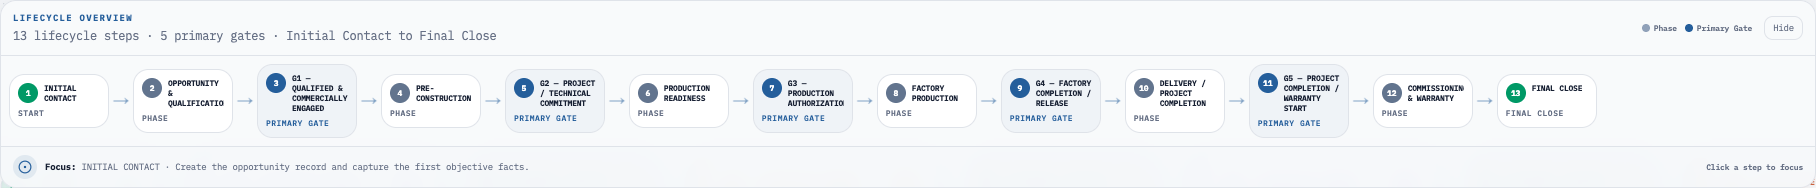 LIFECYCLE OVERVIEW
13 lifecycle steps · 5 primary gates · Initial Contact to Final Close
Phase
Primary Gate
Hide
1
INITIAL
CONTACT
START
2
OPPORTUNITY
&
QUALIFICATIO
PHASE
3
G1 —
QUALIFIED &
COMMERCIALLY
ENGAGED
PRIMARY GATE
4
PRE-
CONSTRUCTION
PHASE
5
G2 — PROJECT
/ TECHNICAL
COMMITMENT
PRIMARY GATE
6
PRODUCTION
READINESS
PHASE
7
G3 —
PRODUCTION
AUTHORIZATIO
PRIMARY GATE
8
FACTORY
PRODUCTION
PHASE
9
G4 — FACTORY
COMPLETION /
RELEASE
PRIMARY GATE
10
DELIVERY /
PROJECT
COMPLETION
PHASE
11
G5 — PROJECT
COMPLETION /
WARRANTY
START
PRIMARY GATE
12
COMMISSIONING
& WARRANTY
PHASE
13
FINAL CLOSE
FINAL CLOSE
Focus: INITIAL CONTACT · Create the opportunity record and capture the first objective facts.
Click a step to focus